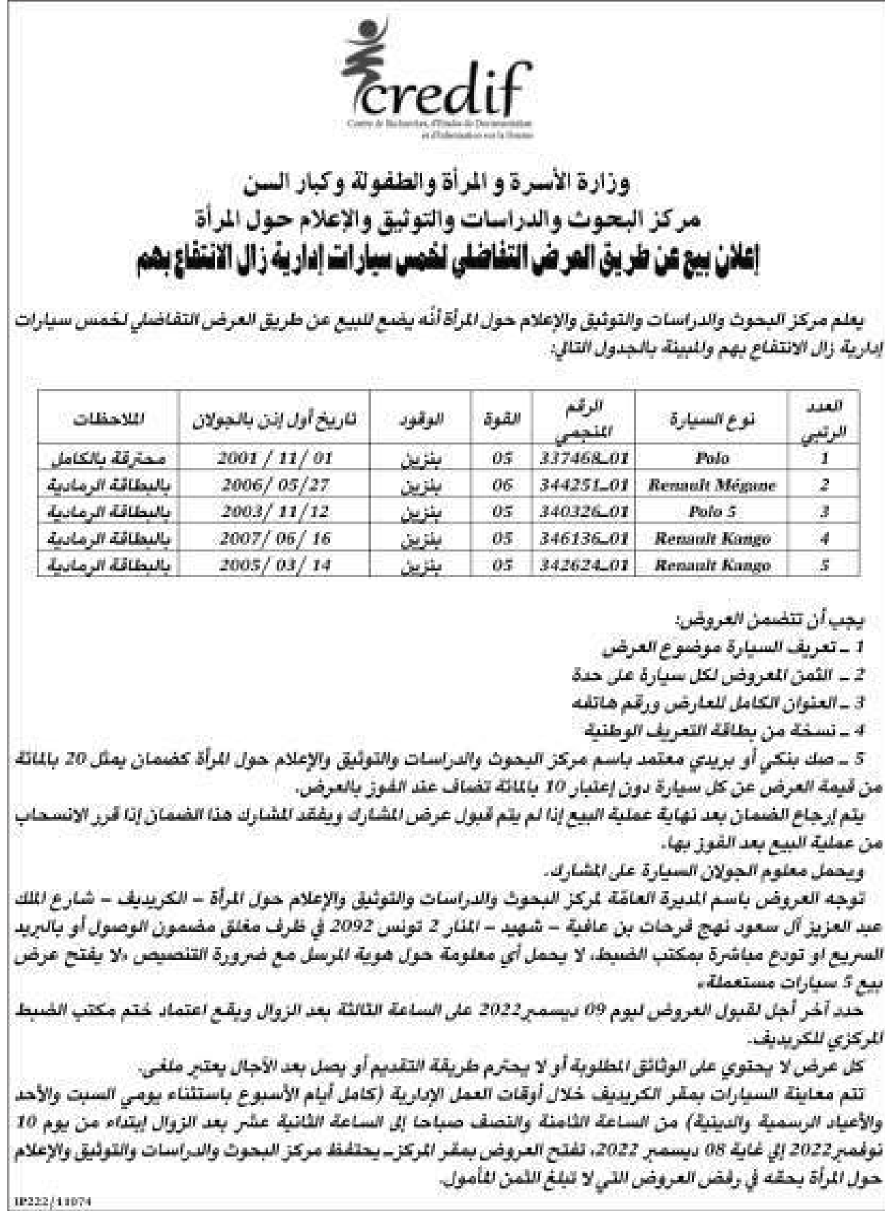 credif
Centre de Recherches, d'Etudes de Documentation
et d'Information sur la Femme
وزارة الأسرة و المرأة والطفولة وكبار السن
مركز البحوث والدراسات والتوثيق والإعلام حول المرأة
إعلان بيع عن طريق العرض التفاضلي لخمس سيارات إدارية زال الانتفاع بهم
يعلم مركز البحوث والدراسات والتوثيق والإعلام حول المرأة أنّه يضع للبيع عن طريق العرض التفاضلي لخمس سيارات
إدارية زال الانتفاع بهم والمبينة بالجدول التالي:
العدد الرتبي | نوع السيارة | الرقم المنجمي | القوة | الوقود | تاريخ أول إذن بالجولان | الملاحظات
1 | Polo | 337468_01 | 05 | بنزين | 2001 / 11/ 01 | محترقة بالكامل
2 | Renault Mégane | 344251_01 | 06 | بنزين | 2006/ 05/27 | بالبطاقة الرمادية
3 | Polo 5 | 340326_01 | 05 | بنزين | 2003/ 11/12 | بالبطاقة الرمادية
4 | Renault Kango | 346136_01 | 05 | بنزين | 2007/ 06/ 16 | بالبطاقة الرمادية
5 | Renault Kango | 342624_01 | 05 | بنزين | 2005/ 03/ 14 | بالبطاقة الرمادية
يجب أن تتضمن العروض:
1 ـ تعريف السيارة موضوع العرض
2 ـ الثمن المعروض لكل سيارة على حدة
3 ـ العنوان الكامل للعارض ورقم هاتفه
4 ـ نسخة من بطاقة التعريف الوطنية
5 ـ صك بنكي أو بريدي معتمد باسم مركز البحوث والدراسات والتوثيق والإعلام حول المرأة كضمان يمثل 20 بالمائة
من قيمة العرض عن كل سيارة دون إعتبار 10 بالمائة تضاف عند الفوز بالعرض.
يتم إرجاع الضمان بعد نهاية عملية البيع إذا لم يتم قبول عرض المشارك ويفقد المشارك هذا الضمان إذا قرر الانسحاب
من عملية البيع بعد الفوز بها.
ويحمل معلوم الجولان السيارة على المشارك.
توجه العروض باسم المديرة العامّة لمركز البحوث والدراسات والتوثيق والإعلام حول المرأة – الكريديف – شارع الملك
عبد العزيز آل سعود نهج فرحات بن عافية – شهيد – المنار 2 تونس 2092 في ظرف مغلق مضمون الوصول أو بالبريد
السريع او تودع مباشرة بمكتب الضبط، لا يحمل أي معلومة حول هوية المرسل مع ضرورة التنصيص «لا يفتح عرض
بيع 5 سيارات مستعملة»
حدد آخر أجل لقبول العروض ليوم 09 ديسمبر2022 على الساعة الثالثة بعد الزوال ويقع اعتماد ختم مكتب الضبط
المركزي للكريديف.
كل عرض لا يحتوي على الوثائق المطلوبة أو لا يحترم طريقة التقديم أو يصل بعد الآجال يعتبر ملغى.
تتم معاينة السيارات بمقر الكريديف خلال أوقات العمل الإدارية (كامل أيام الأسبوع باستثناء يومي السبت والأحد
والأعياد الرسمية والدينية) من الساعة الثامنة والنصف صباحا إلى الساعة الثانية عشر بعد الزوال إبتداء من يوم 10
نوفمبر2022 إلي غاية 08 ديسمبر 2022، تفتح العروض بمقر المركزـ يحتفظ مركز البحوث والدراسات والتوثيق والإعلام
حول المرأة بحقه في رفض العروض التي لا تبلغ الثمن المأمول.
IP222/11074